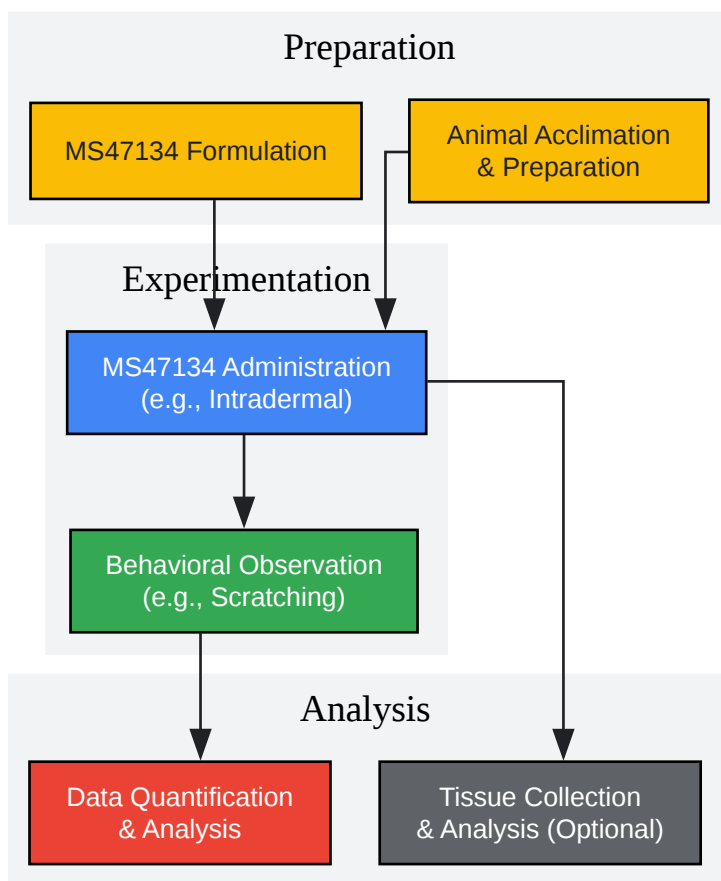 Preparation
MS47134 Formulation
Animal Acclimation
& Preparation
Experimentation
MS47134 Administration
(e.g., Intradermal)
Behavioral Observation
(e.g., Scratching)
Analysis
Data Quantification
& Analysis
Tissue Collection
& Analysis (Optional)